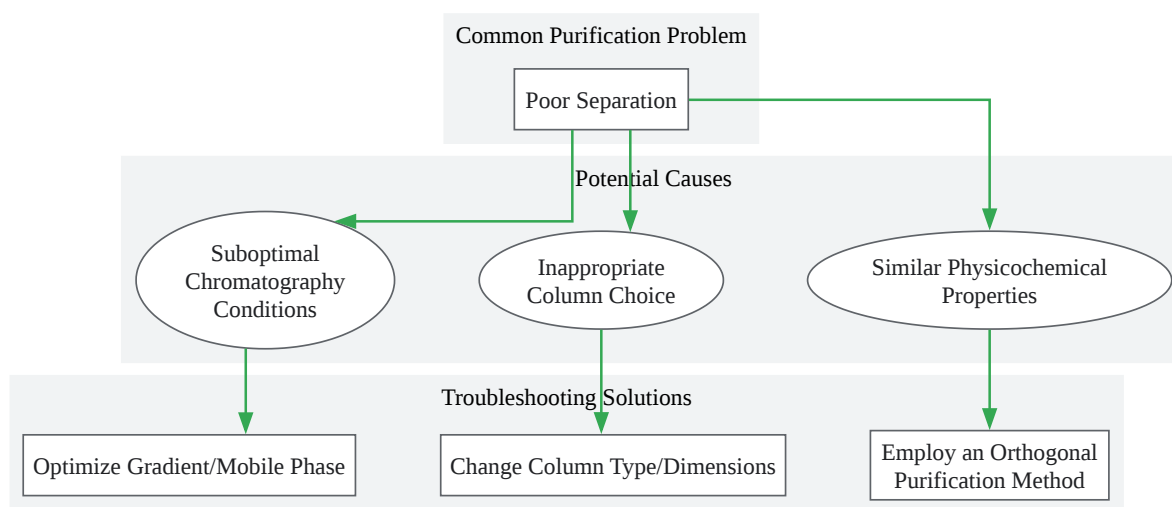 Common Purification Problem
Poor Separation
Potential Causes
Suboptimal
Chromatography
Conditions
Inappropriate
Column Choice
Similar Physicochemical
Properties
Troubleshooting Solutions
Optimize Gradient/Mobile Phase
Change Column Type/Dimensions
Employ an Orthogonal
Purification Method